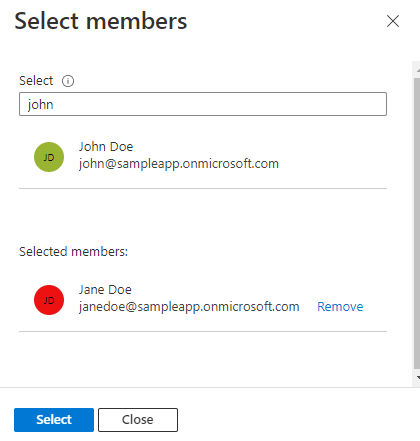 Select members
Select
john
JD
John Doe
john@sampleapp.onmicrosoft.com
Selected members:
JD
Jane Doe
janedoe@sampleapp.onmicrosoft.com Remove
Select Close